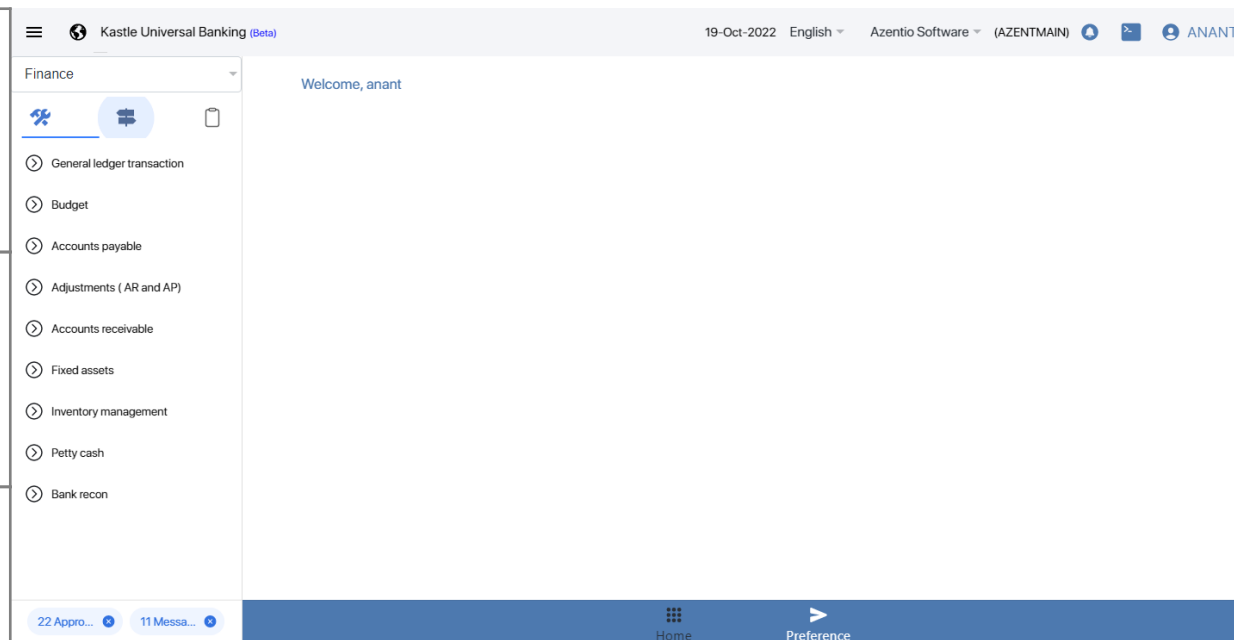 Kastle Universal Banking (Beta)
19-Oct-2022 English Azentio Software (AZENTMAIN) ANANT
Finance
Welcome, anant
General ledger transaction
Budget
Accounts payable
Adjustments ( AR and AP)
Accounts receivable
Fixed assets
Inventory management
Petty cash
Bank recon
22 Appro... 11 Messa...
Home Preference